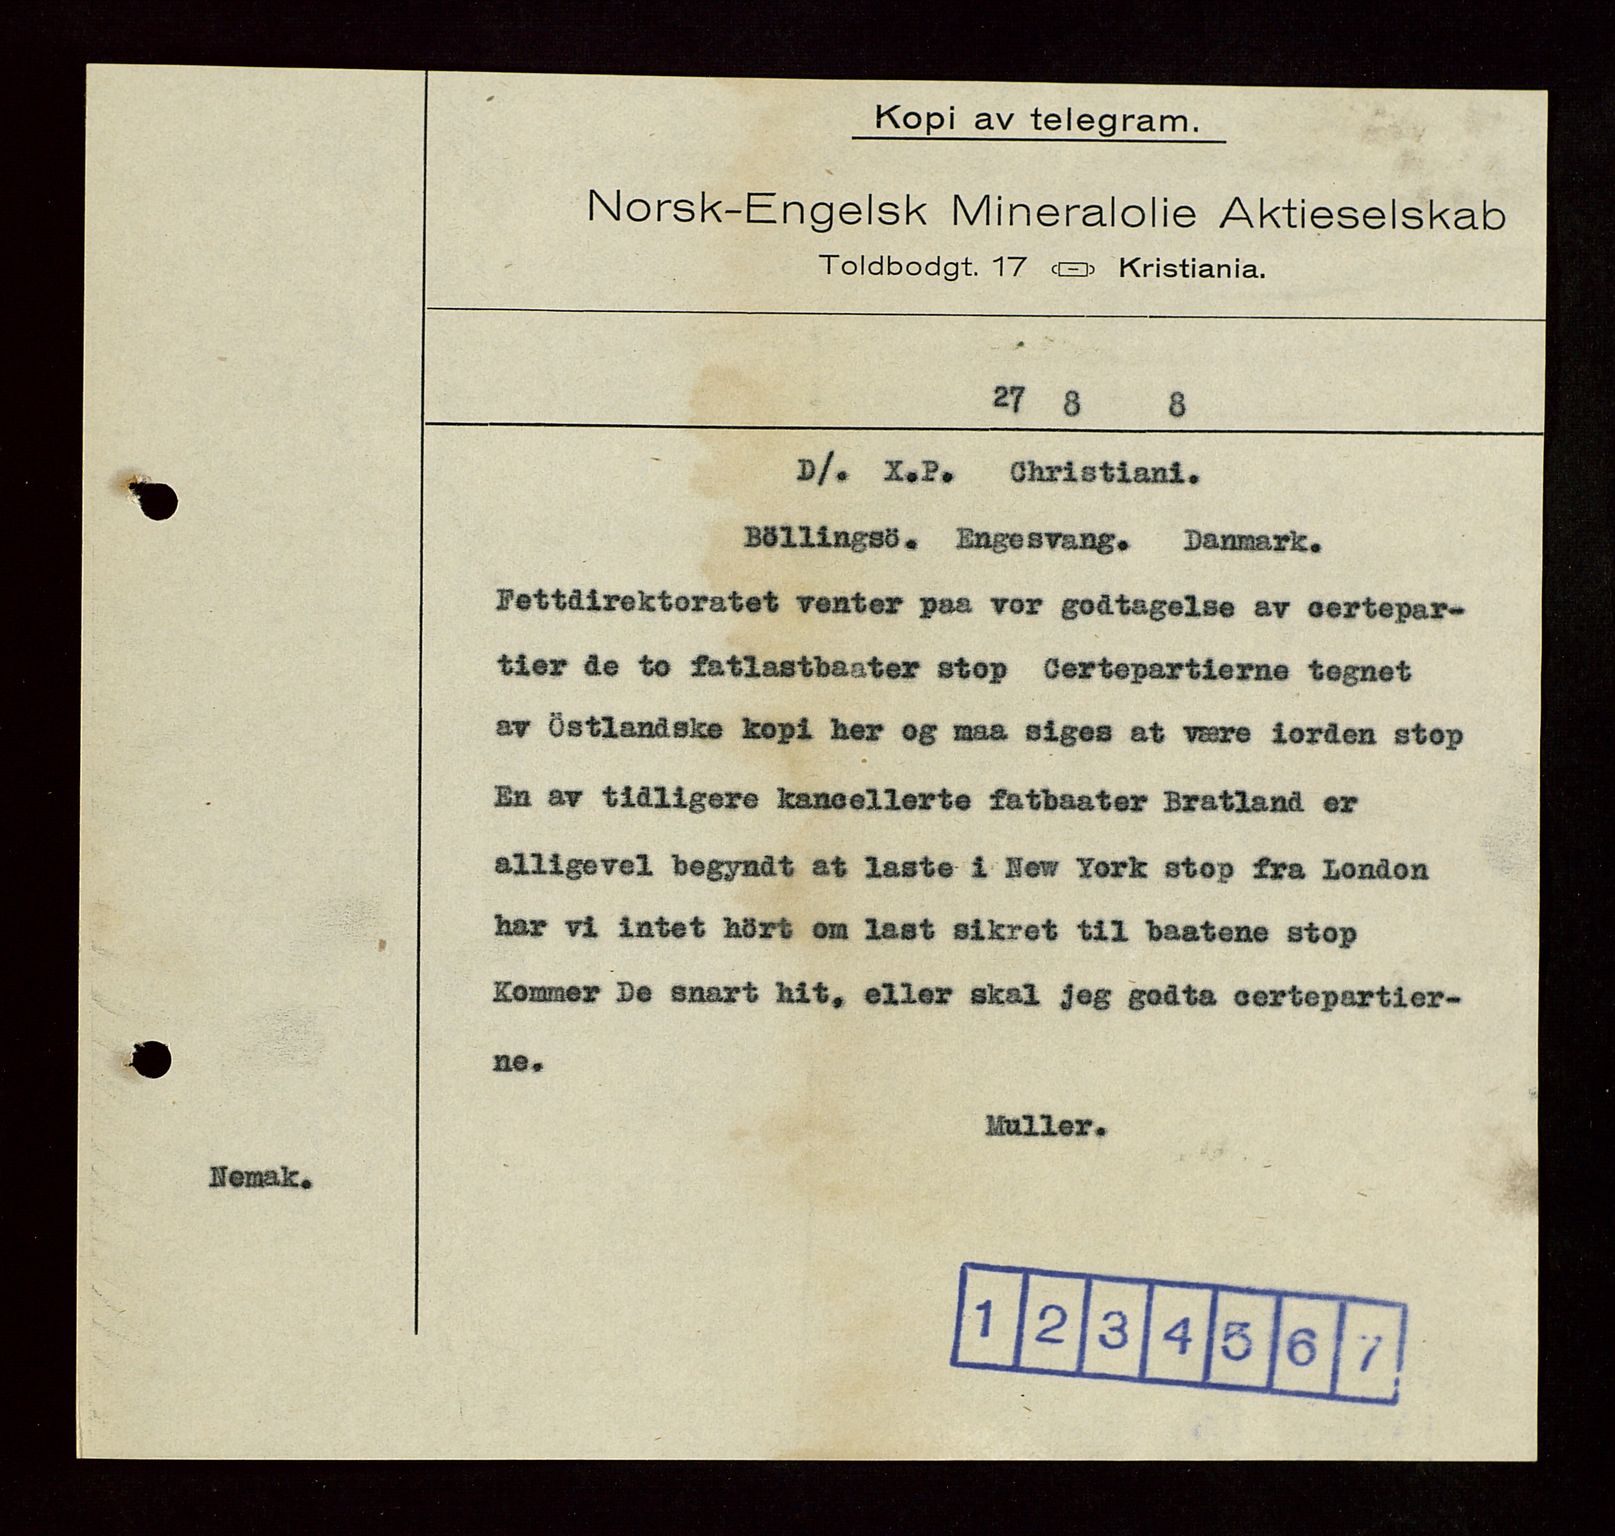 Kopi av telegram.
Norsk-Engelsk Mineralolie Aktieselskab
Toldbodgt. 17 Kristiania.
27 8 8
D/. X.P. Christiani.
Böllingsö. Engesvang. Danmark.
Fettdirektoratet venter paa vor godtagelse av certepar-
tier de to fatlastbaater stop Certepartierne tegnet
av Östlandske kopi her og maa siges at være iorden stop
En av tidligere kancellerte fatbaater Bratland er
alligevel begyndt at laste i New York stop fra London
har vi intet hört om last sikret til baatene stop
Kommer De snart hit, eller skal jeg godta certepartier-
ne.
Muller.
Nemak.
1 2 3 4 5 6 7